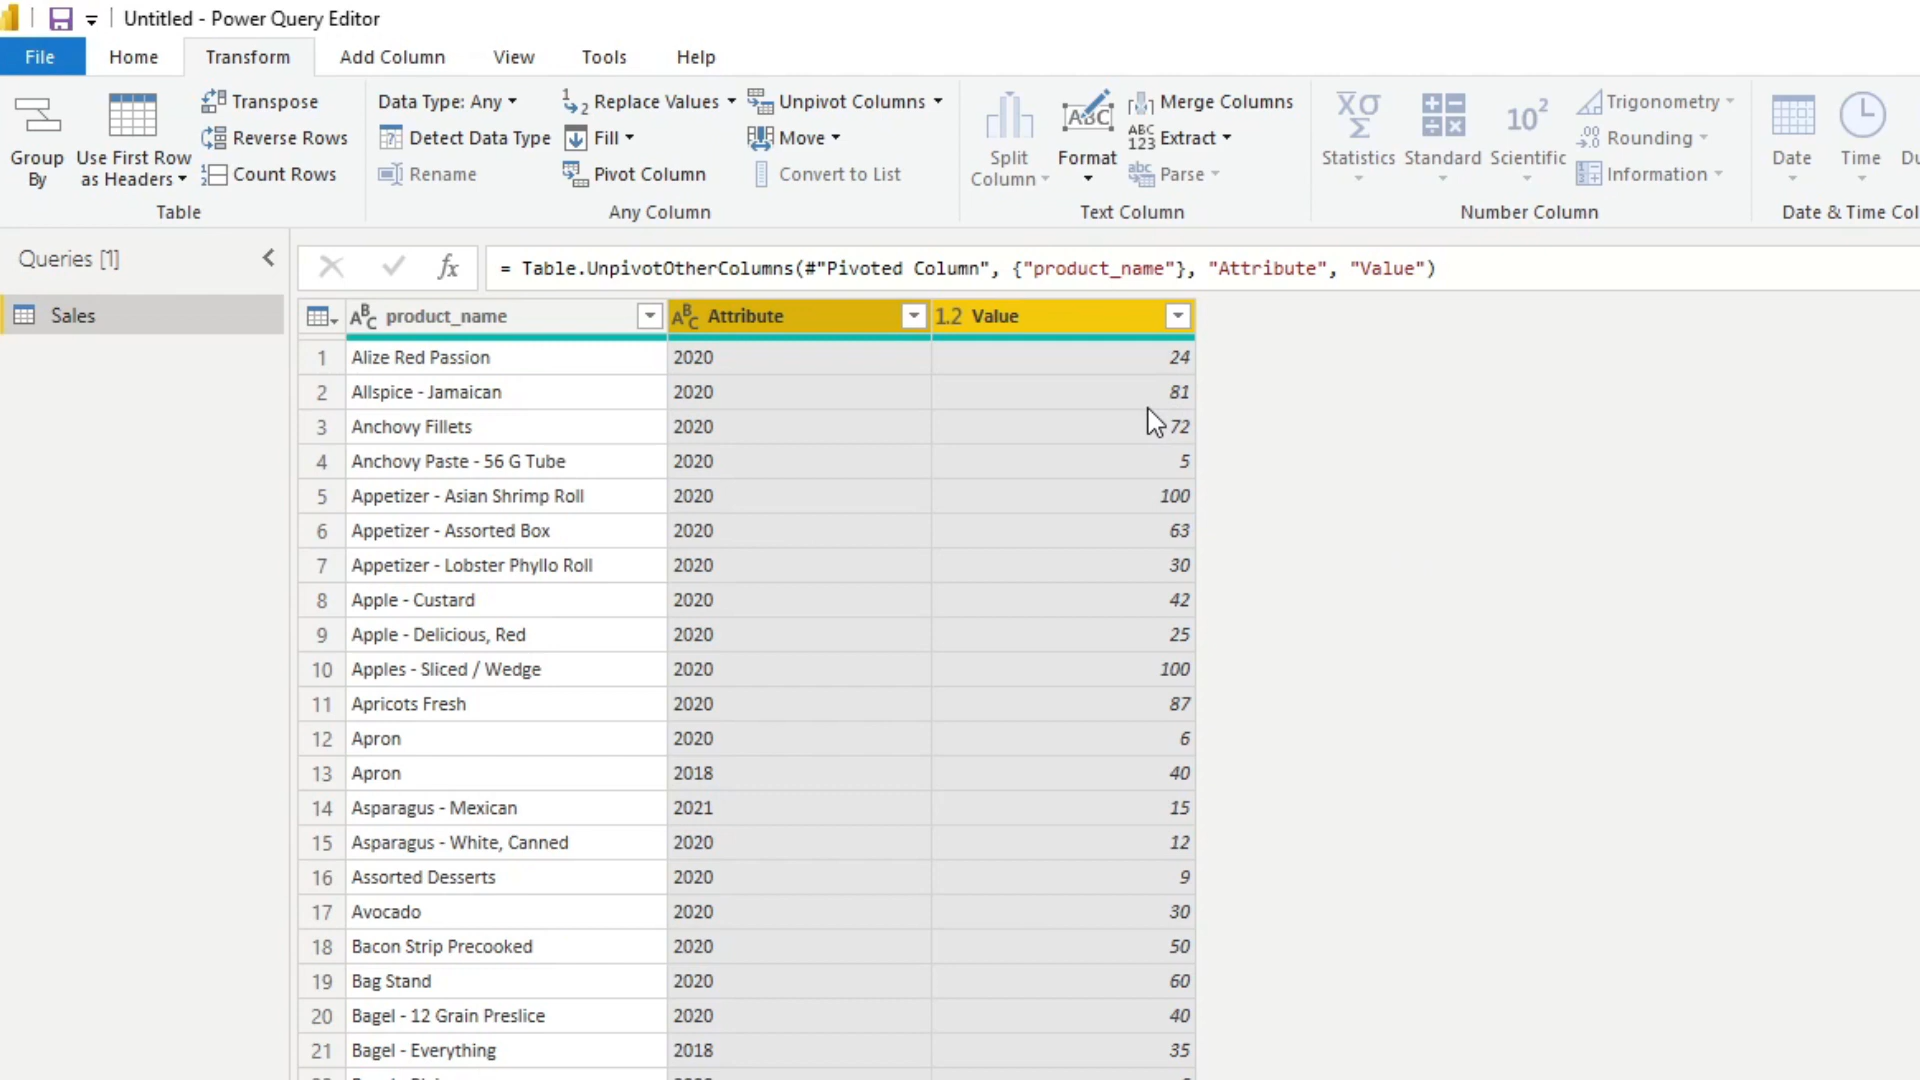 Untitled - Power Query Editor
File Home Transform Add Column View Tools Help
Group By
Use First Row as Headers
Transpose
Reverse Rows
Count Rows
Table
Data Type: Any
Detect Data Type
Rename
Replace Values
Fill
Pivot Column
Unpivot Columns
Move
Convert to List
Any Column
Split Column
Format
Merge Columns
Extract
Parse
Text Column
Statistics
Standard
Scientific
Trigonometry
Rounding
Information
Number Column
Date
Time
Date & Time
Queries [1]
Sales
fx = Table.UnpivotOtherColumns(#"Pivoted Column", {"product_name"}, "Attribute", "Value")
product_name Attribute 1.2 Value
1 Alize Red Passion 2020 24
2 Allspice - Jamaican 2020 81
3 Anchovy Fillets 2020 72
4 Anchovy Paste - 56 G Tube 2020 5
5 Appetizer - Asian Shrimp Roll 2020 100
6 Appetizer - Assorted Box 2020 63
7 Appetizer - Lobster Phyllo Roll 2020 30
8 Apple - Custard 2020 42
9 Apple - Delicious, Red 2020 25
10 Apples - Sliced / Wedge 2020 100
11 Apricots Fresh 2020 87
12 Apron 2020 6
13 Apron 2018 40
14 Asparagus - Mexican 2021 15
15 Asparagus - White, Canned 2020 12
16 Assorted Desserts 2020 9
17 Avocado 2020 30
18 Bacon Strip Precooked 2020 50
19 Bag Stand 2020 60
20 Bagel - 12 Grain Preslice 2020 40
21 Bagel - Everything 2018 35